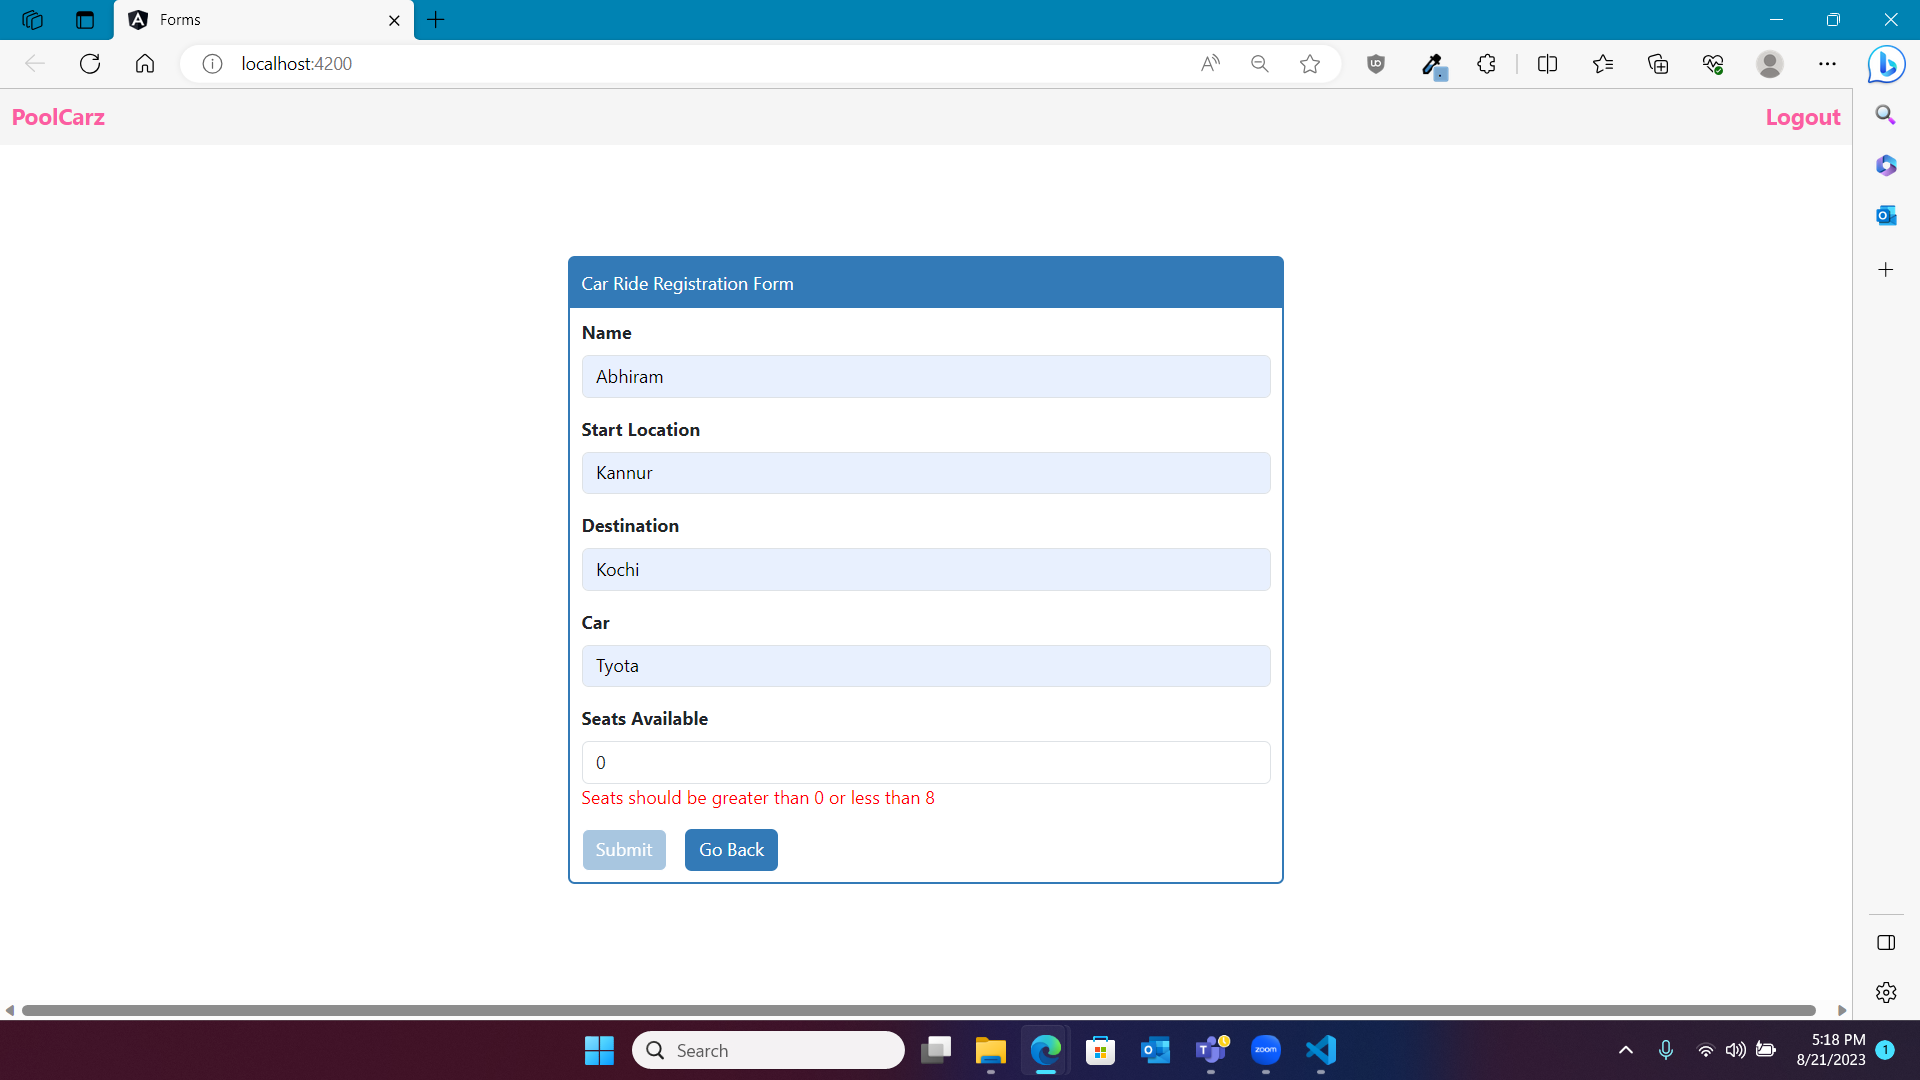 Forms
localhost:4200
PoolCarz
Logout
Car Ride Registration Form
Name
Abhiram
Start Location
Kannur
Destination
Kochi
Car
Tyota
Seats Available
0
Seats should be greater than 0 or less than 8
Submit
Go Back
Search
zoom
5:18 PM
8/21/2023
1